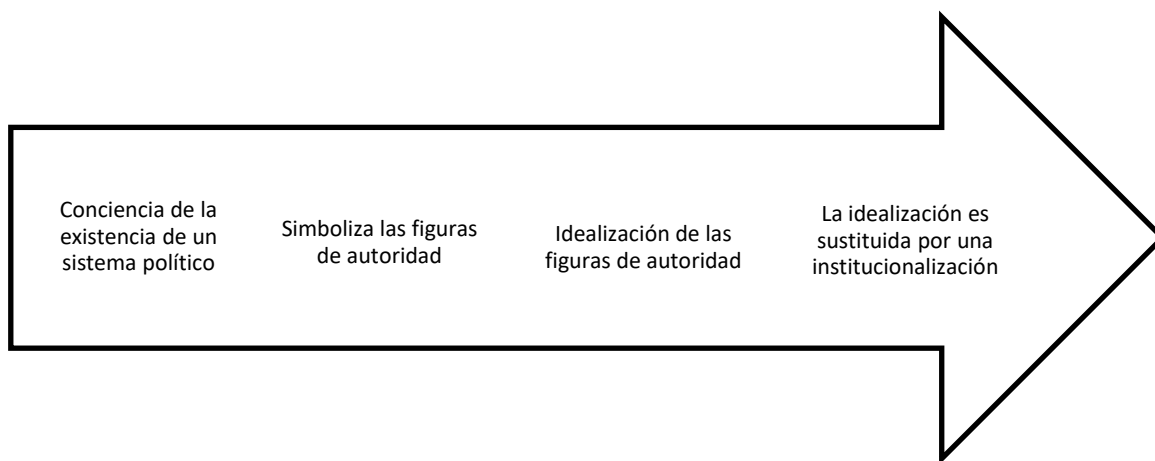 Conciencia de la
existencia de un
sistema político
Simboliza las figuras
de autoridad
Idealización de las
figuras de autoridad
La idealización es
sustituida por una
institucionalización